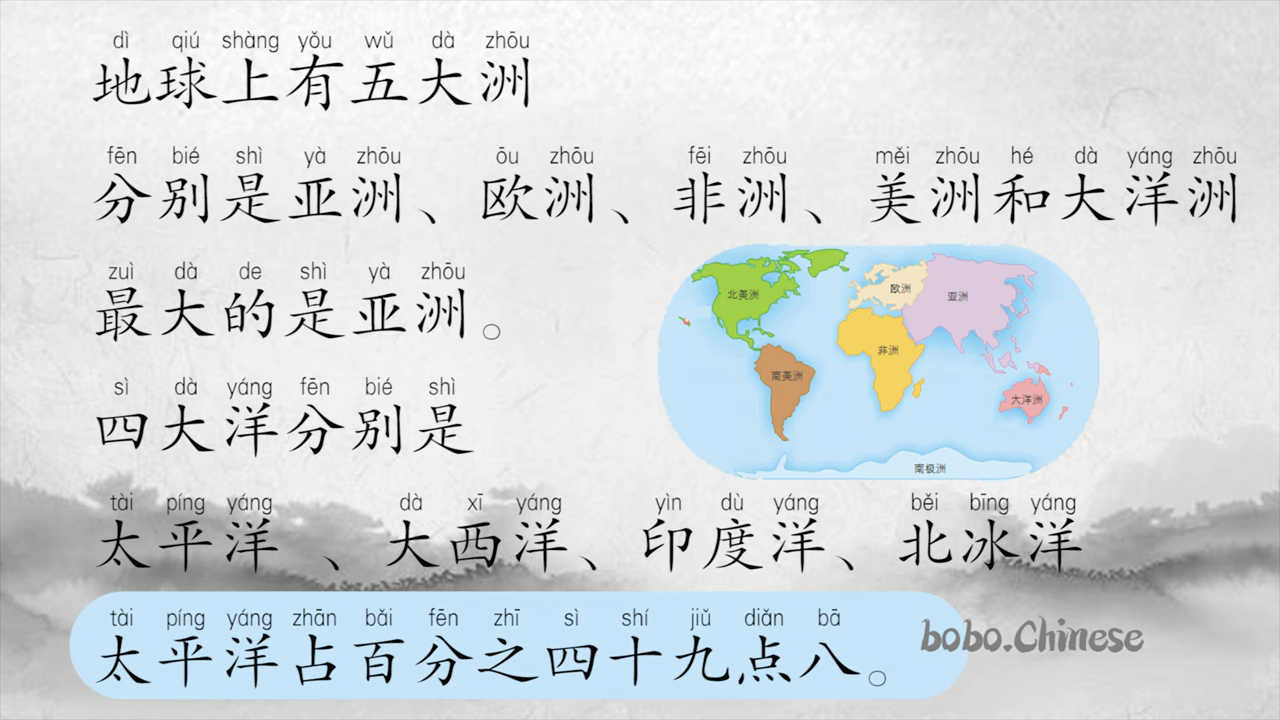 dì qiú shàng yǒu wǔ dà zhōu
地球上有五大洲
fēn bié shì yà zhōu ōu zhōu fēi zhōu měi zhōu hé dà yáng zhōu
分别是亚洲、欧洲、非洲、美洲和大洋洲
zuì dà de shì yà zhōu
最大的是亚洲。
北美洲
欧洲
亚洲
非洲
南美洲
大洋洲
南极洲
sì dà yáng fēn bié shì
四大洋分别是
tài píng yáng dà xī yáng yìn dù yáng běi bīng yáng
太平洋、大西洋、印度洋、北冰洋
tài píng yáng zhān bǎi fēn zhī sì shí jiǔ diǎn bā
太平洋占百分之四十九点八。
bobo.Chinese